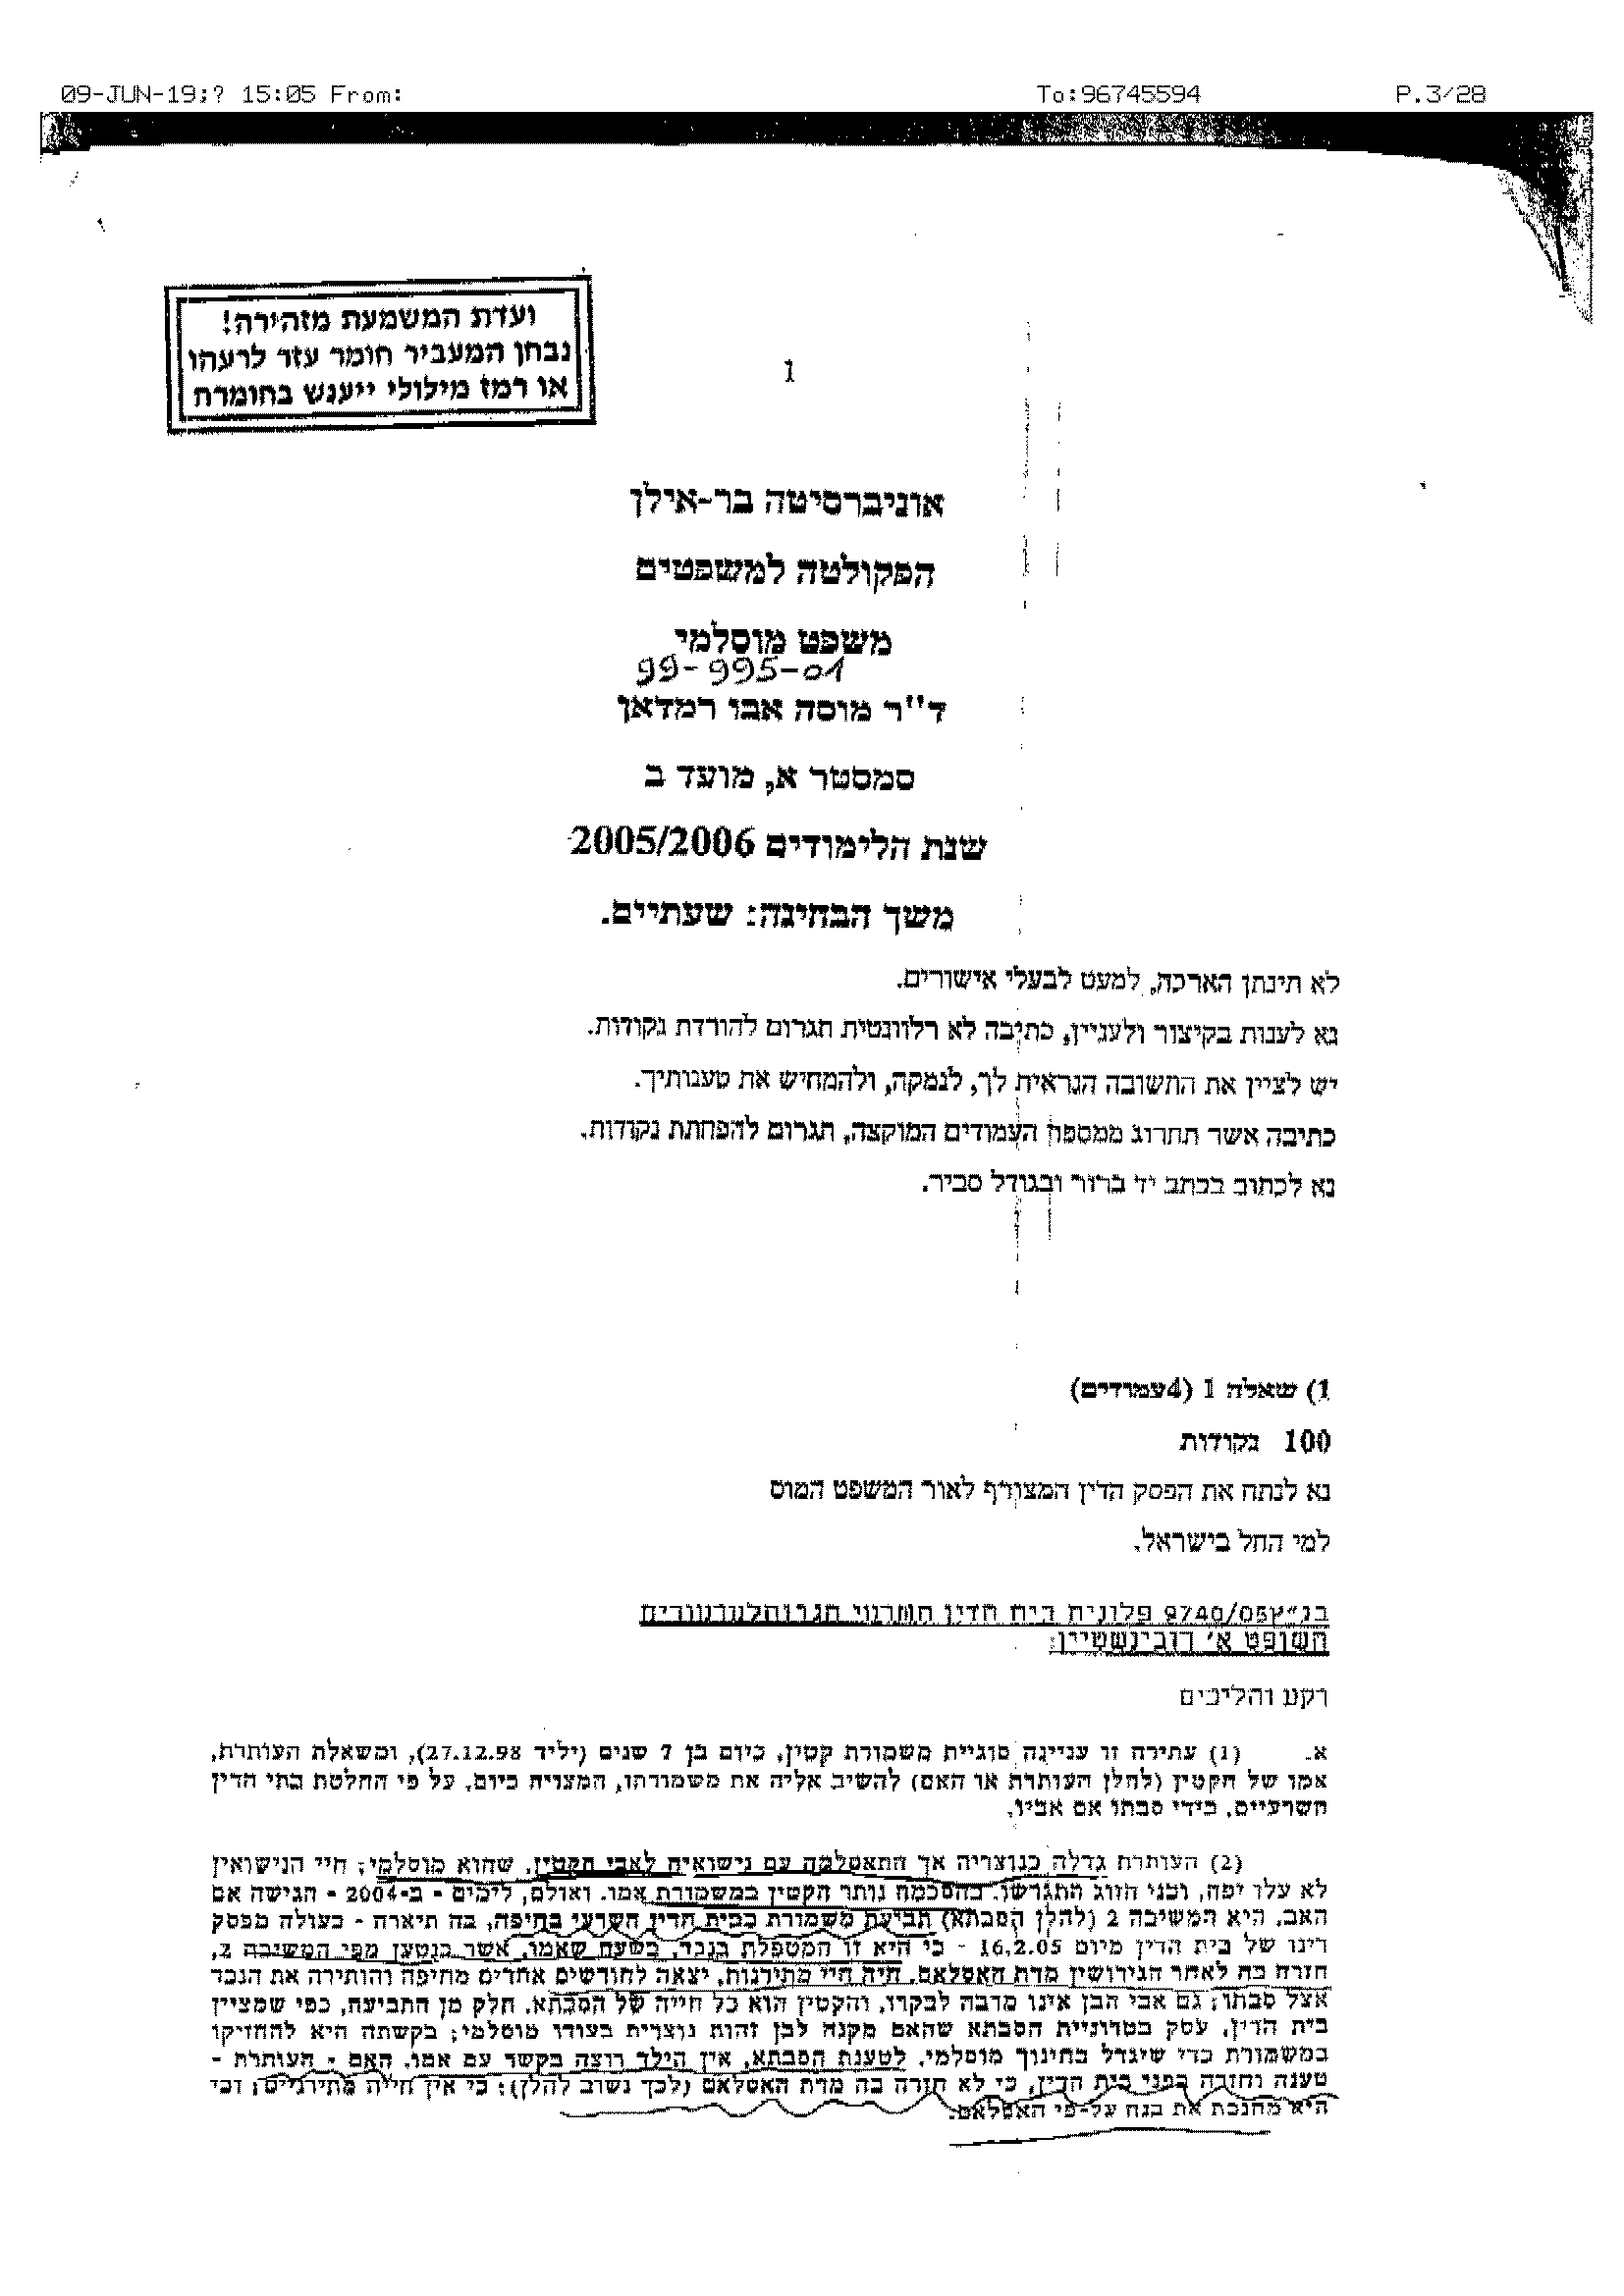 09-JUN-19;? 15:05 From: To:96745594 P.3/28
ועדת המשמעת מזהירה!
נבחן המעביר חומר עזר לרעהו
או רמז מילולי ייענש בחומרת
1
אוניברסיטה בר-אילן
הפקולטה למשפטים
משפט מוסלמי
99-995-01
ד"ר מוסה אבו רמדאן
סמסטר א, מועד ב
שנת הלימודים 2005/2006
משך הבחינה: שעתיים.
לא תינתן הארכה, למעט לבעלי אישורים.
נא לענות בקיצור ולעניין, כתיבה לא רלוונטית תגרום להורדת נקודות.
יש לציין את התשובה הנראית לך, לנמקה, ולהמחיש את טענותיך.
כתיבה אשר תחרוג ממספר העמודים המוקצה, תגרום להפחתת נקודות.
נא לכתוב בכתב יד ברור ובגודל סביר.
1) שאלה 1 (4עמודים)
100 נקודות
נא לנתח את הפסק הדין המצורף לאור המשפט המוס
למי החל בישראל.
בג"ץ9740/05 פלונית בית הדין השרעי
השופט א' רובינשטיין:
רקע והליכים
א. (1) עתירה זו עניינה סוגיית משמורת קטין, כיום בן 7 שנים (יליד 27.12.98), ומשאלת העותרת,
אמו של הקטין (להלן העותרת או האם) להשיב אליה את משמורתו, המצויה כיום, על פי החלטת בתי הדין
השרעיים, בידי סבתו אם אביו.
(2) העותרת גדלה כנוצריה אך התאסלמה עם נישואיה לאבי הקטין, שהוא מוסלמי; חיי הנישואין
לא עלו יפה, ובני הזוג התגרשו. בהסכמה נותר הקטין במשמורת אמו. ואולם, לימים - ב-2004 - הגישה אם
האב, היא המשיבה 2 (להלן הסבתא) תביעת משמורת בבית הדין השרעי בחיפה, בה תיארה - כעולה מפסק
דינו של בית הדין מיום 16.2.05 - כי היא זו המטפלת בנכד, בשעה שאמו, אשר כנטען מפי המשיבה 2,
חזרה בה לאחר הגירושין מדת האסלאם, חיה חיי מתירנות, יצאה לחודשים אחדים מחיפה והותירה את הנכד
אצל סבתו; גם אבי הבן אינו מרבה לבקרו, והקטין הוא כל חייה של הסבתא. חלק מן התביעה, כפי שמציין
בית הדין, עסק בטרוניית הסבתא שהאם מקנה לבן זהות נוצרית בעודו מוסלמי; בקשתה היא להחזיקו
במשמורת כדי שיגדל בחינוך מוסלמי. לטענת הסבתא, אין הילד רוצה בקשר עם אמו. האם - העותרת -
טענה וחזרה בפני בית הדין, כי לא חזרה בה מדת האסלאם (לכך נשוב להלן); כי אין חייה מתירניים; וכי
היא מחנכת את בנה על-פי האסלאם.